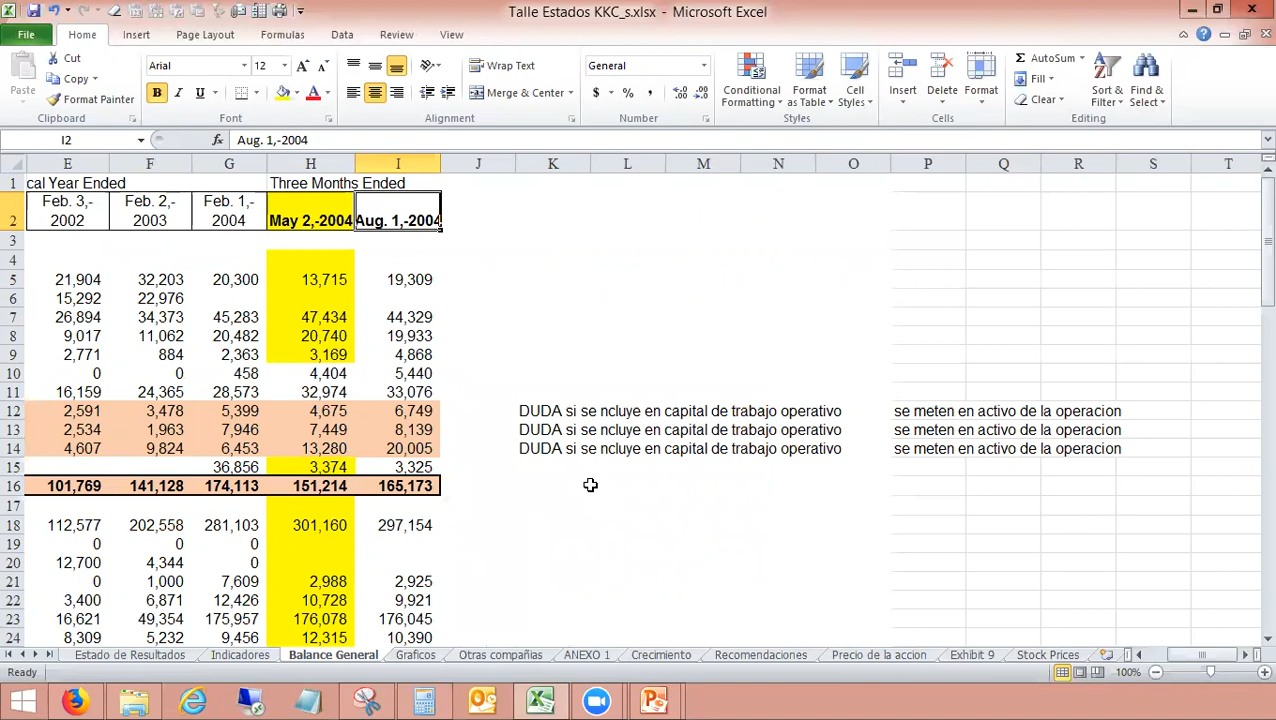 Talle Estados KKC_s.xlsx - Microsoft Excel
File Home Insert Page Layout Formulas Data Review View
Paste Cut Copy Format Painter Clipboard
Arial 12 B I U A Font
Wrap Text Merge & Center Alignment
General $ % , Number
Conditional Formatting Format as Table Cell Styles Styles
Insert Delete Format Cells
Σ AutoSum Fill Clear Sort & Filter Find & Select Editing
I2 fx Aug. 1,-2004
E F G H I J K L M N O P Q R S T
1 cal Year Ended Three Months Ended
2 Feb. 3,-2002 Feb. 2,-2003 Feb. 1,-2004 May 2,-2004 Aug. 1,-2004
3
4
5 21,904 32,203 20,300 13,715 19,309
6 15,292 22,976
7 26,894 34,373 45,283 47,434 44,329
8 9,017 11,062 20,482 20,740 19,933
9 2,771 884 2,363 3,169 4,868
10 0 0 458 4,404 5,440
11 16,159 24,365 28,573 32,974 33,076
12 2,591 3,478 5,399 4,675 6,749 DUDA si se ncluye en capital de trabajo operativo se meten en activo de la operacion
13 2,534 1,963 7,946 7,449 8,139 DUDA si se ncluye en capital de trabajo operativo se meten en activo de la operacion
14 4,607 9,824 6,453 13,280 20,005 DUDA si se ncluye en capital de trabajo operativo se meten en activo de la operacion
15 36,856 3,374 3,325
16 101,769 141,128 174,113 151,214 165,173
17
18 112,577 202,558 281,103 301,160 297,154
19 0 0 0
20 12,700 4,344 0
21 0 1,000 7,609 2,988 2,925
22 3,400 6,871 12,426 10,728 9,921
23 16,621 49,354 175,957 176,078 176,045
24 8,309 5,232 9,456 12,315 10,390
Estado de Resultados Indicadores Balance General Graficos Otras compañias ANEXO 1 Crecimiento Recomendaciones Precio de la accion Exhibit 9 Stock Prices
Ready 100%